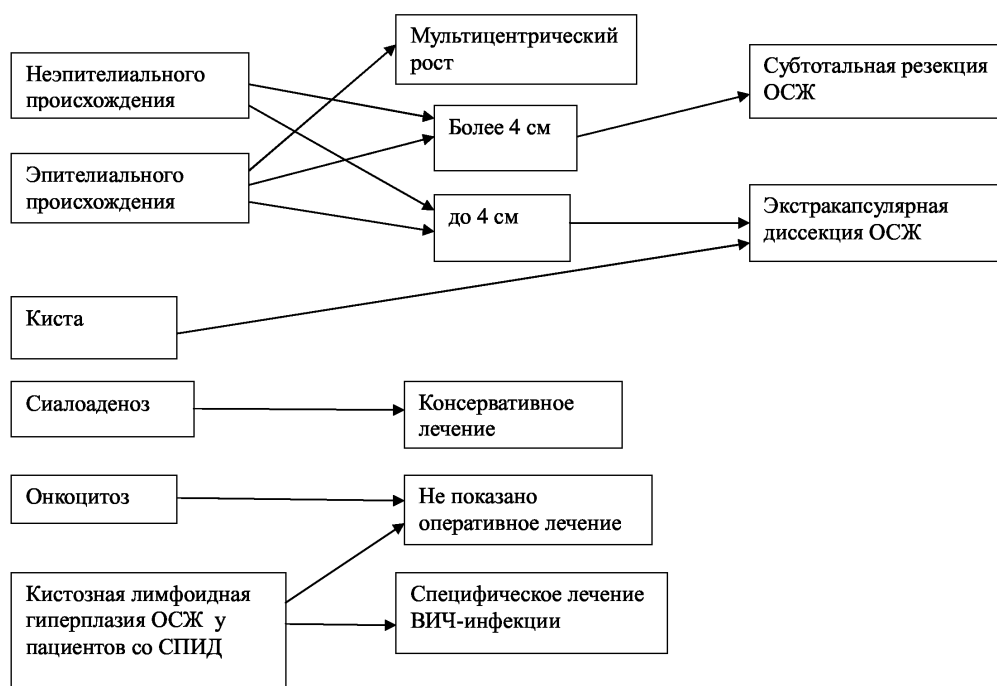 Мультицентрический
рост
Неэпителиального
происхождения
Субтотальная резекция
ОСЖ
Более 4 см
Эпителиального
происхождения
до 4 см
Экстракапсулярная
диссекция ОСЖ
Киста
Сиалоаденоз
Консервативное
лечение
Онкоцитоз
Не показано
оперативное лечение
Кистозная лимфоидная
гиперплазия ОСЖ у
пациентов со СПИД
Специфическое лечение
ВИЧ-инфекции